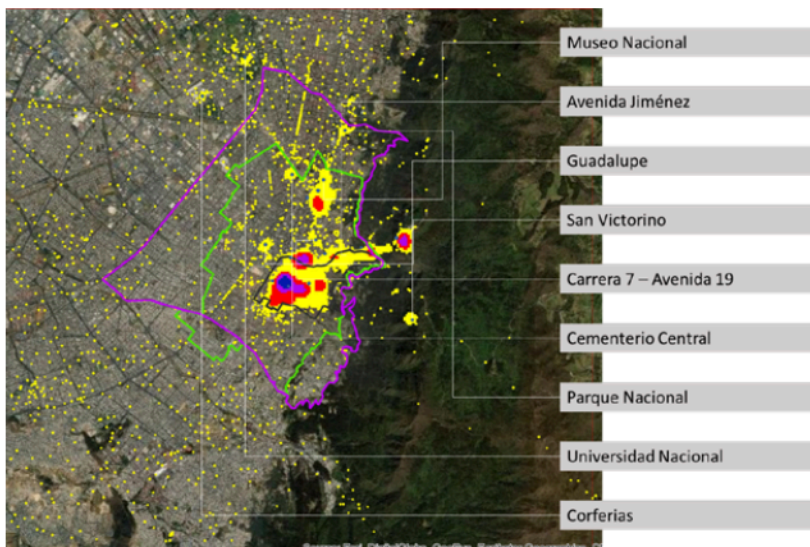 Museo Nacional
Avenida Jiménez
Guadalupe
San Victorino
Carrera 7 – Avenida 19
Cementerio Central
Parque Nacional
Universidad Nacional
Corferias